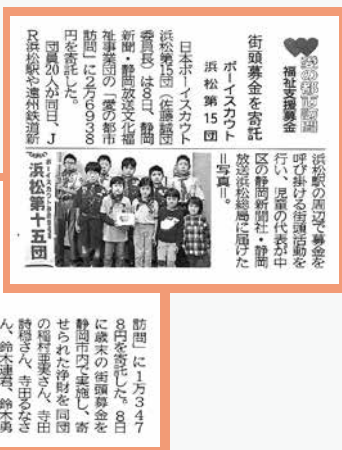 愛の都市訪問
福祉支援募金
街頭募金を寄託
ボーイスカウト
浜松第15団
日本ボーイスカウト
浜松第15団（佐藤誠団
委員長）は8日、静岡
新聞・静岡放送文化福
祉事業団の「愛の都市
訪問」に2万6938
円を寄託した。
団員20人が同日、J
R浜松駅や遠州鉄道新
浜松駅の周辺で募金を
呼び掛ける街頭活動を
行い、児童の代表が中
区の静岡新聞社・静岡
放送浜松総局に届けた
＝写真＝。
浜松第十五団
訪問」に1万347
8円を寄託した。8日
に歳末の街頭募金を
静岡市内で実施し、寄
せられた浄財を同団
の稲村亜実さん、寺田
詩穏さん、寺田るなさ
ん、鈴木連君、鈴木勇